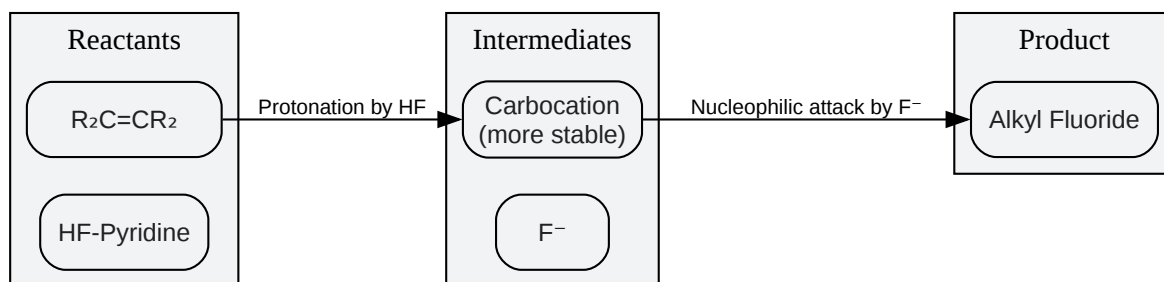 Reactants
R₂C=CR₂
HF-Pyridine
Protonation by HF
Intermediates
Carbocation
(more stable)
F⁻
Nucleophilic attack by F⁻
Product
Alkyl Fluoride